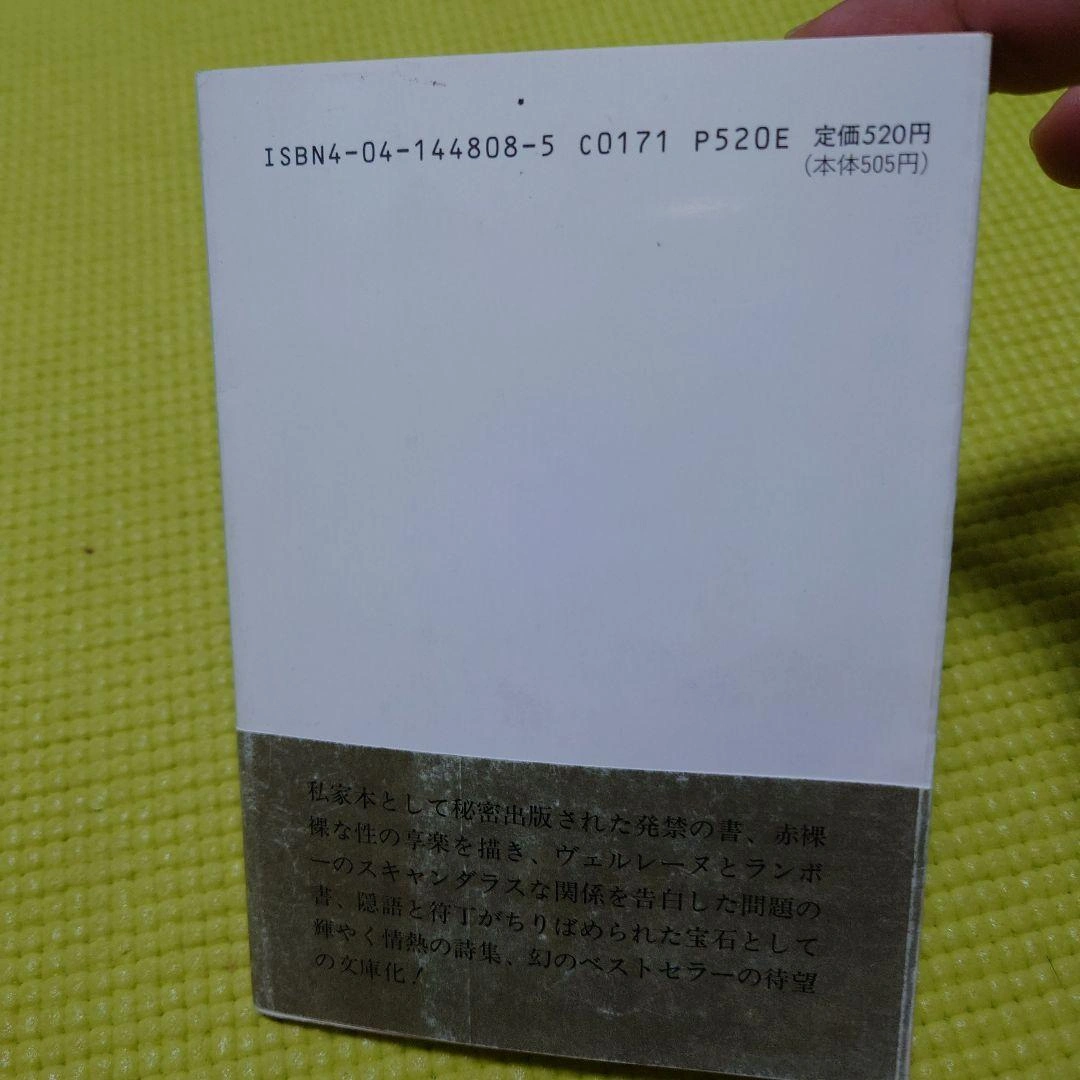 ISBN4-04-144808-5 C0171 P520E 定価520円
(本体505円)
私家本として秘密出版された発禁の書、赤裸
裸な性の享楽を描き、ヴェルレーヌとランボ
ーのスキャンダラスな関係を告白した問題の
書、隠語と符丁がちりばめられた宝石として
輝やく情熱の詩集、幻のベストセラーの待望
の文庫化!